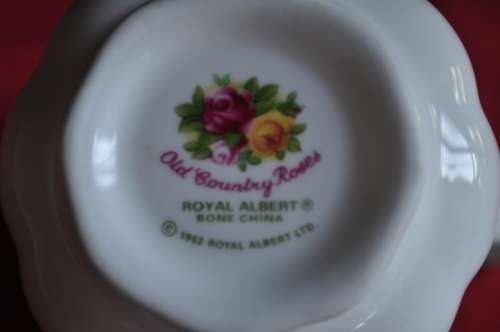 Old Country Roses
ROYAL ALBERT®
BONE CHINA
© 1962 ROYAL ALBERT LTD.